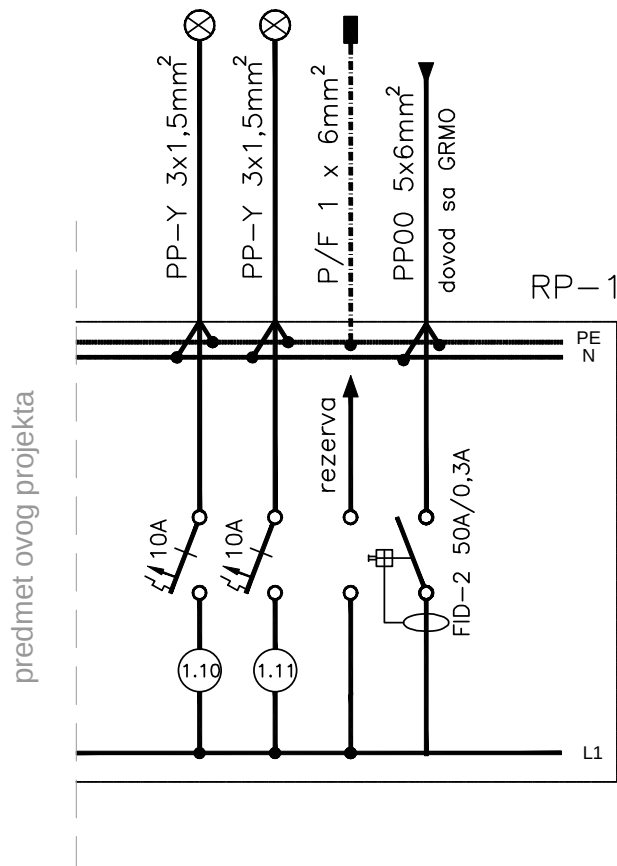 PP-Y 3x1,5mm²
PP-Y 3x1,5mm²
P/F 1 x 6mm²
PP00 5x6mm²
dovod sa GRMO
RP-1
PE
N
predmet ovog projekta
rezerva
10A
10A
FID-2 50A/0,3A
1.10
1.11
L1